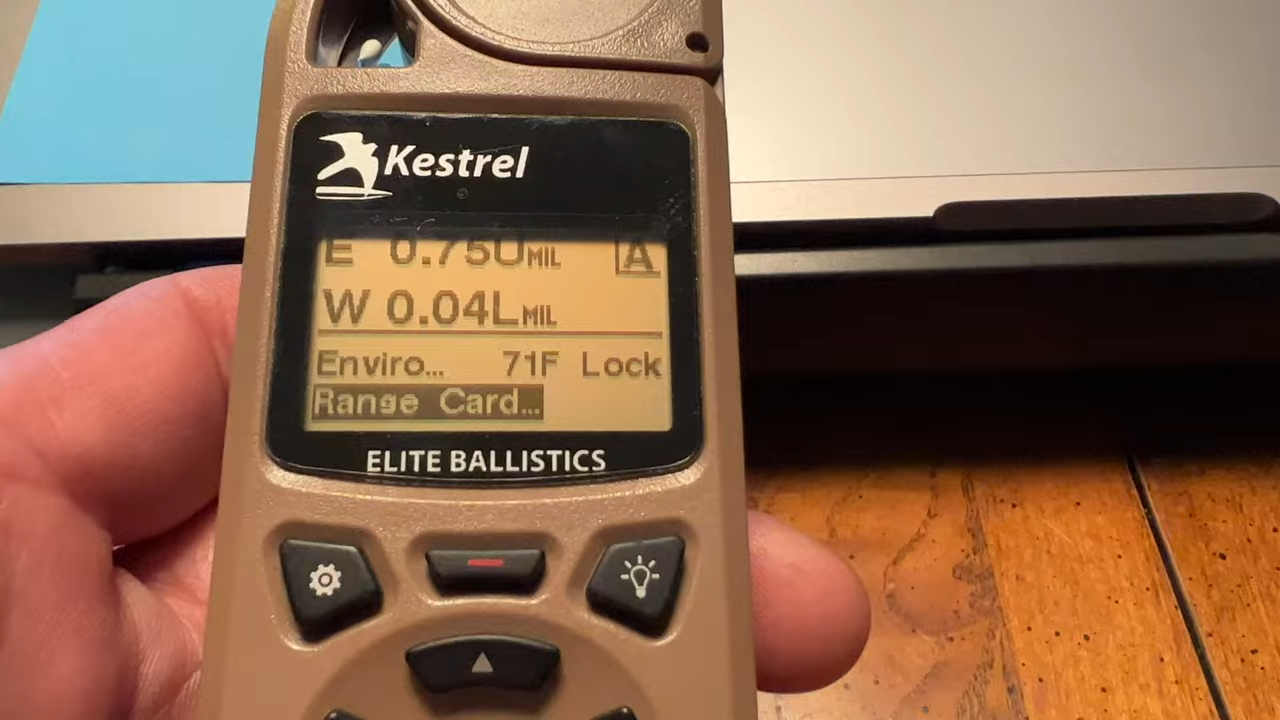 Kestrel
E 0.75U MIL A
W 0.04L MIL
Enviro… 71F Lock
Range Card…
ELITE BALLISTICS